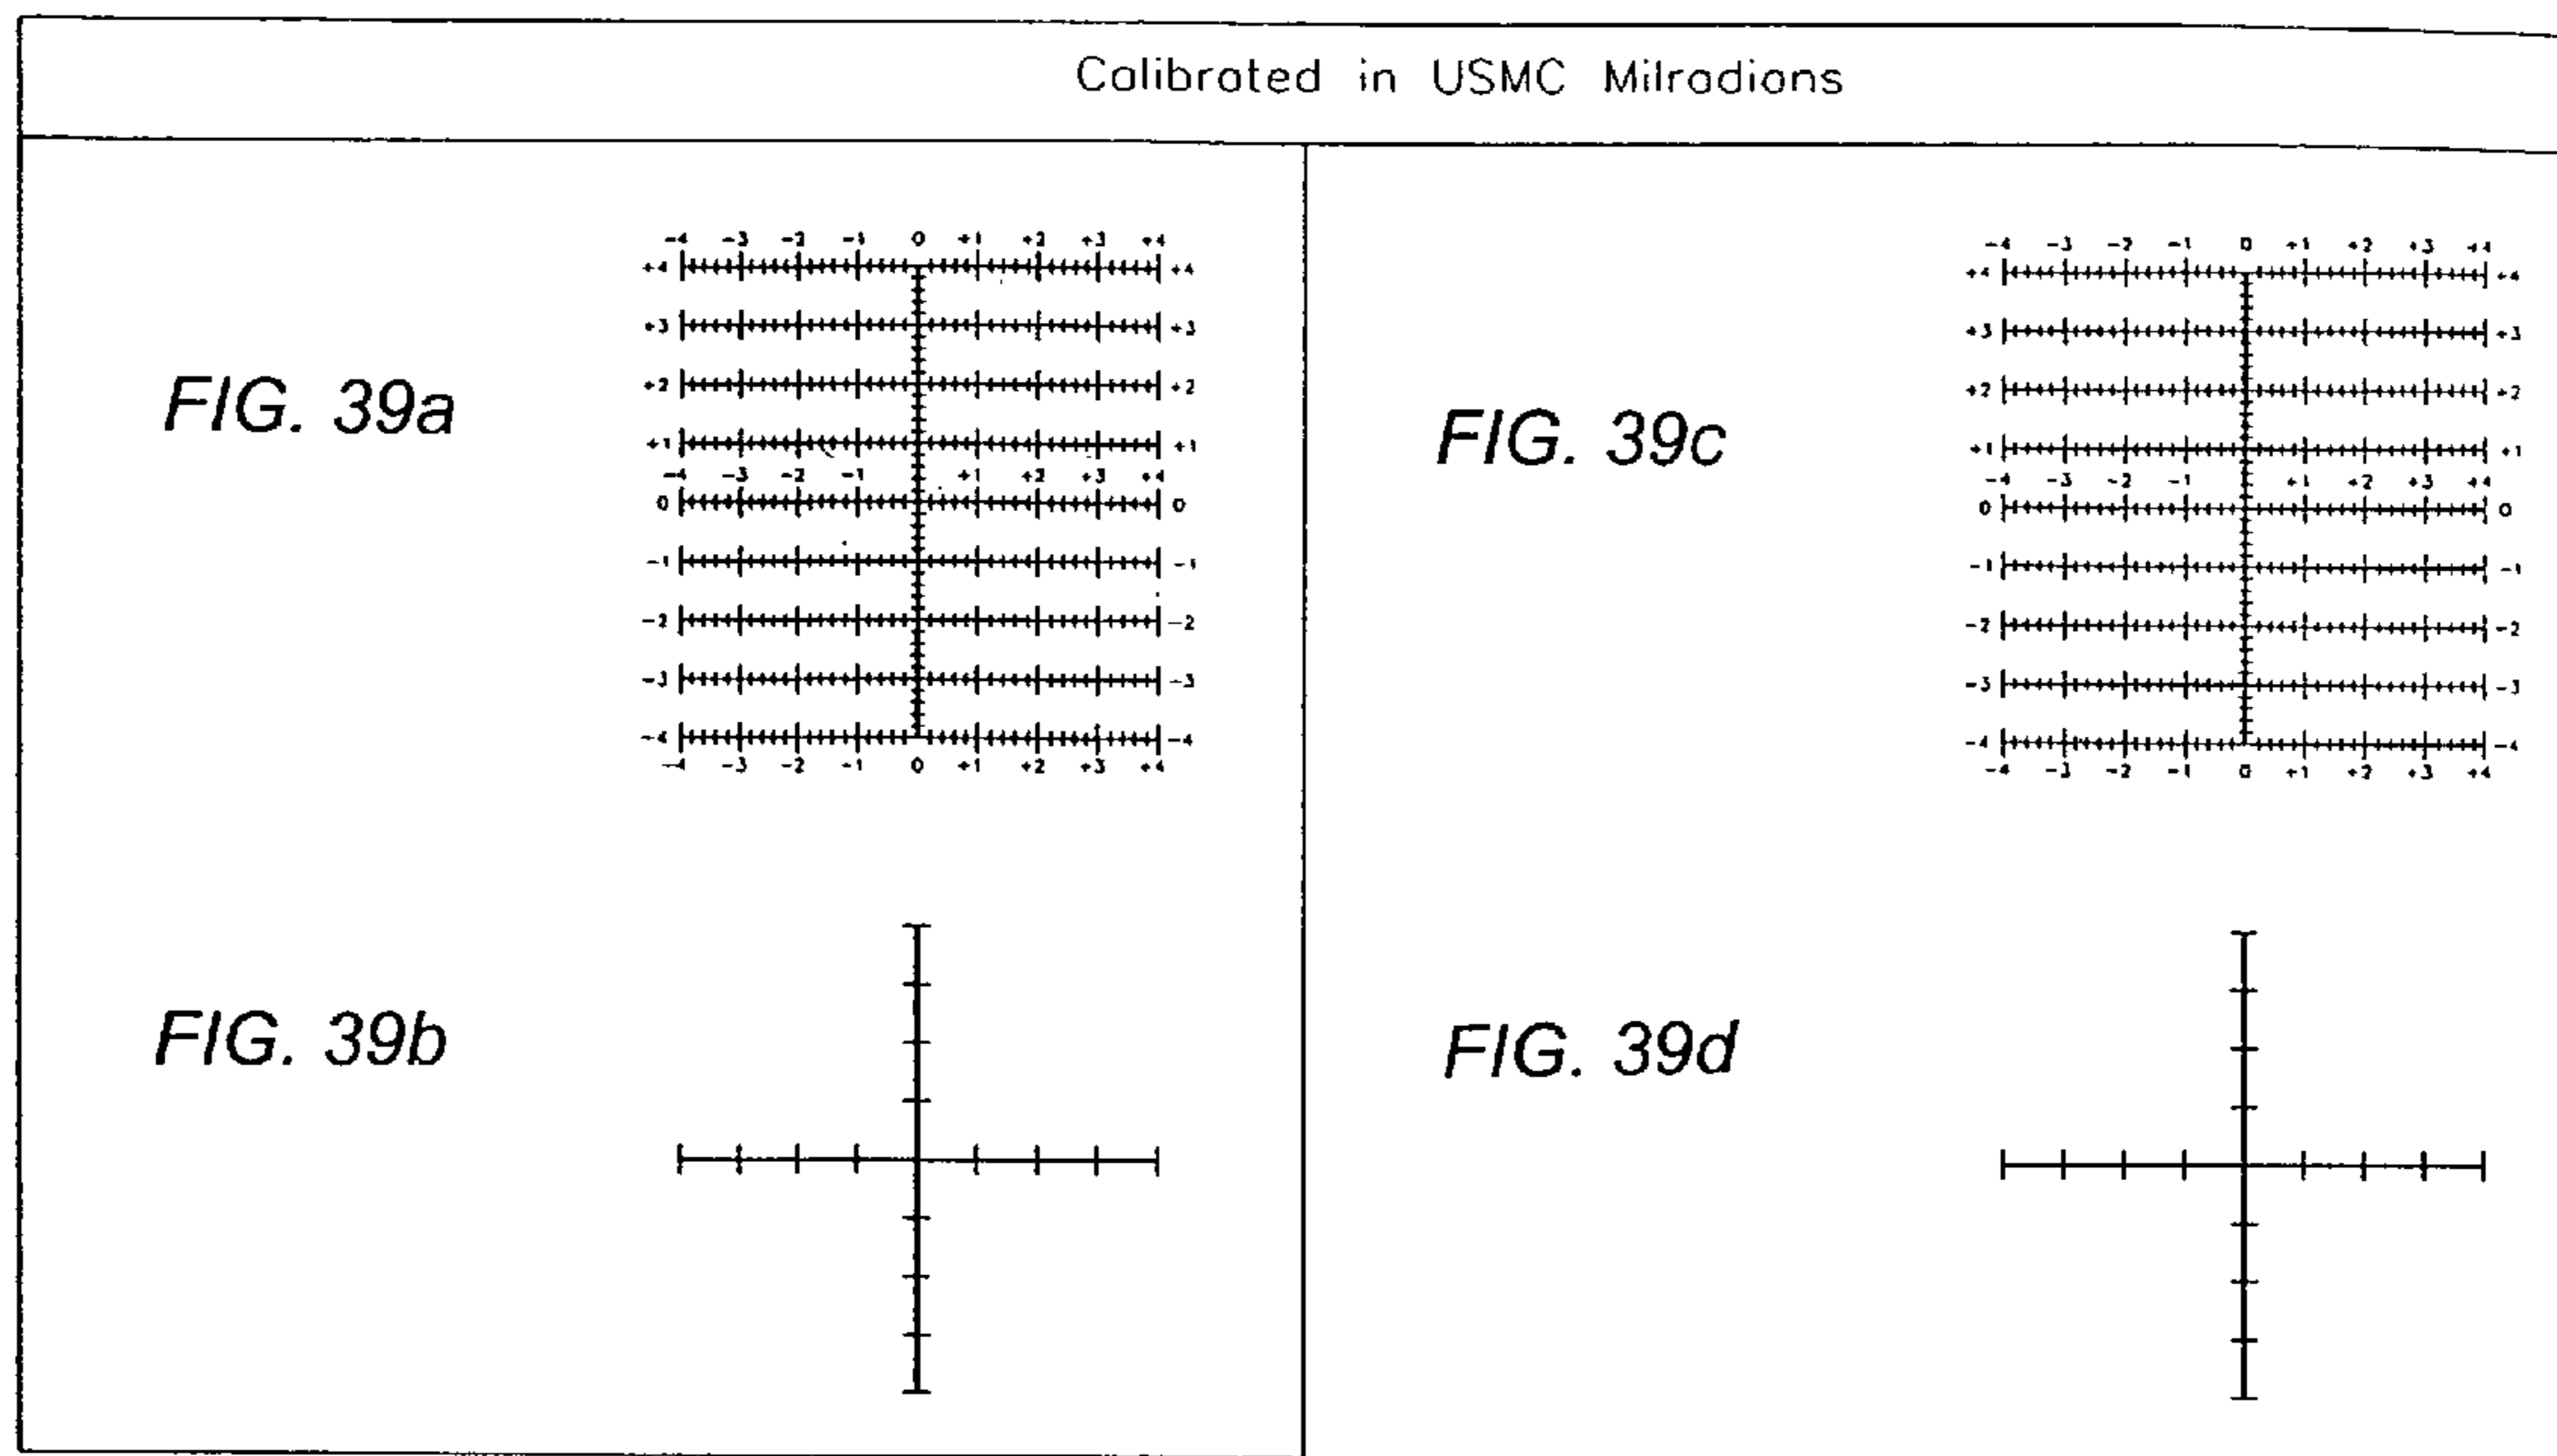 Calibrated in USMC Milradians
FIG. 39a
-4 -3 -2 -1 0 +1 +2 +3 +4
+4 +4
+3 +3
+2 +2
+1 +1
-4 -3 -2 -1 +1 +2 +3 +4
0 0
-1 -1
-2 -2
-3 -3
-4 -4
-4 -3 -2 -1 0 +1 +2 +3 +4
FIG. 39b
FIG. 39c
-4 -3 -2 -1 0 +1 +2 +3 +4
+4 +4
+3 +3
+2 +2
+1 +1
-4 -3 -2 -1 +1 +2 +3 +4
0 0
-1 -1
-2 -2
-3 -3
-4 -4
-4 -3 -2 -1 0 +1 +2 +3 +4
FIG. 39d